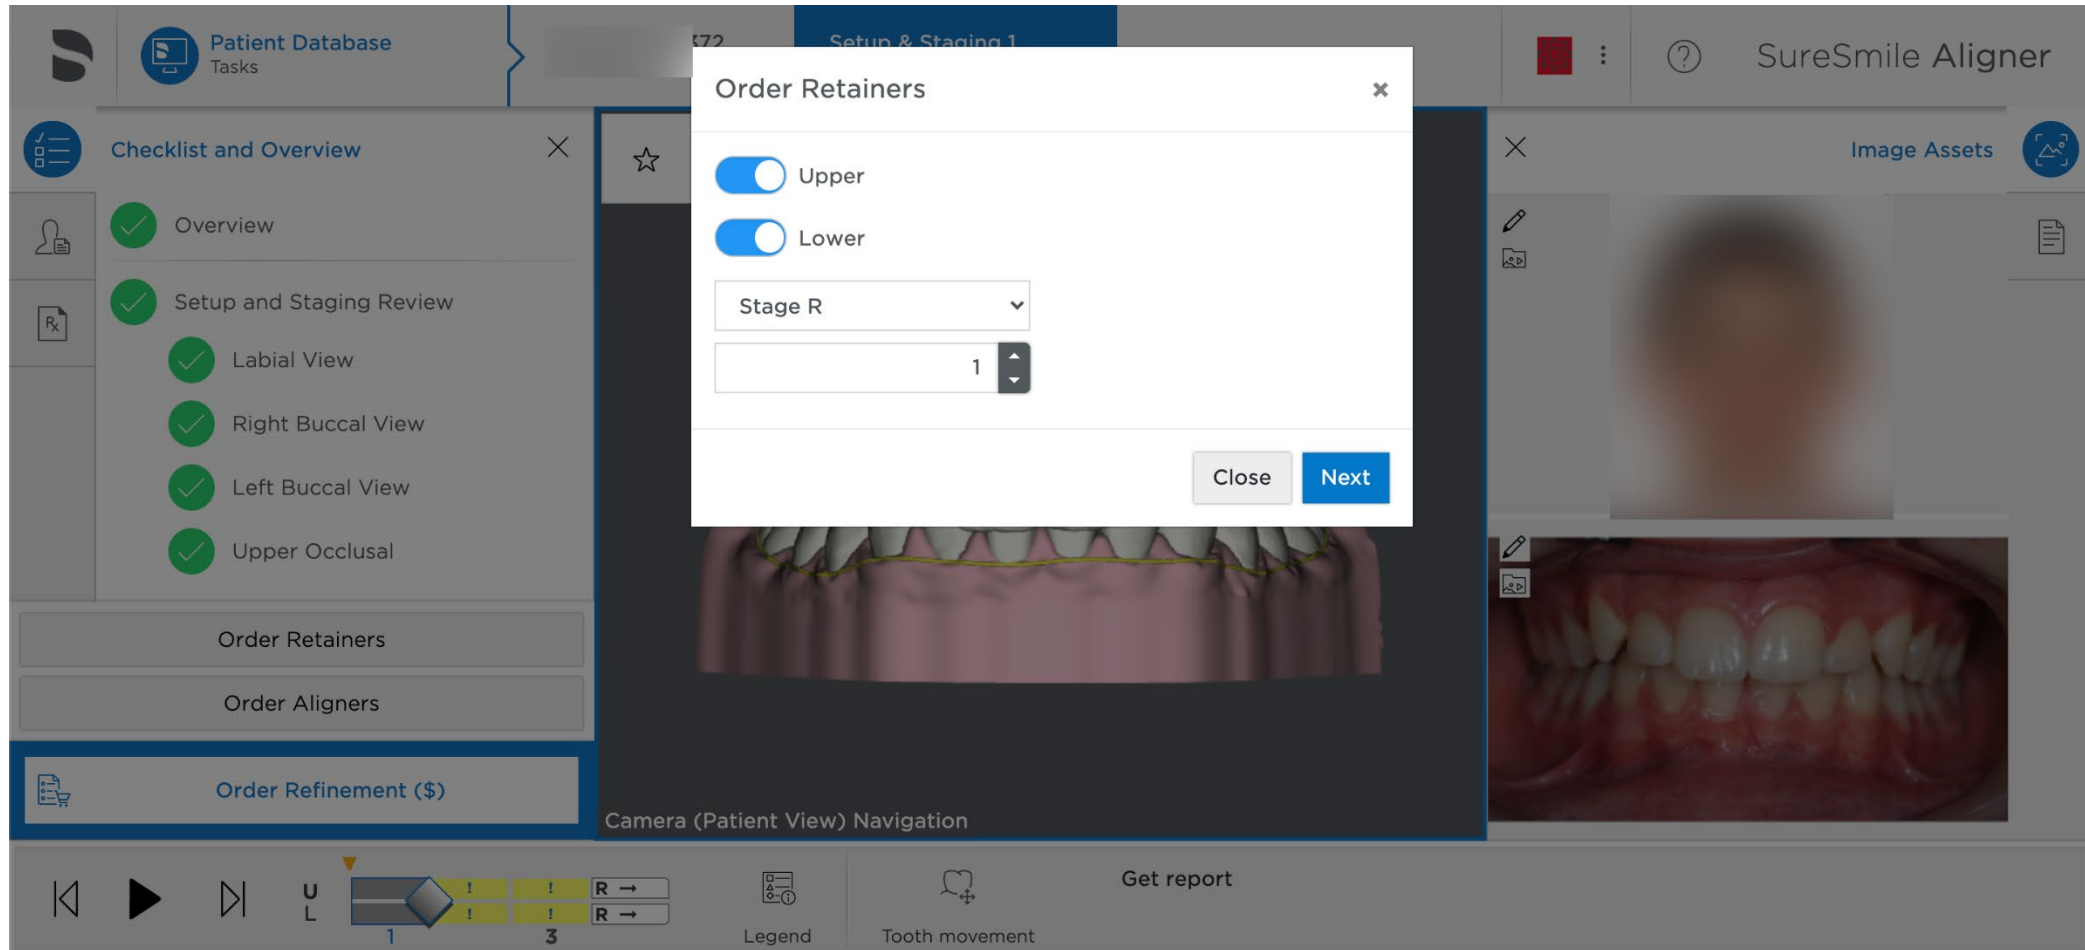 Patient Database
Tasks
372
Setup & Staging 1
SureSmile Aligner
Order Retainers
Checklist and Overview
Image Assets
Upper
Overview
Lower
Setup and Staging Review
Stage R
Labial View
1
Right Buccal View
Close
Next
Left Buccal View
Upper Occlusal
Order Retainers
Order Aligners
Order Refinement ($)
Camera (Patient View) Navigation
Rx
U
L
! ! R →
! ! R →
1 3
Legend
Tooth movement
Get report